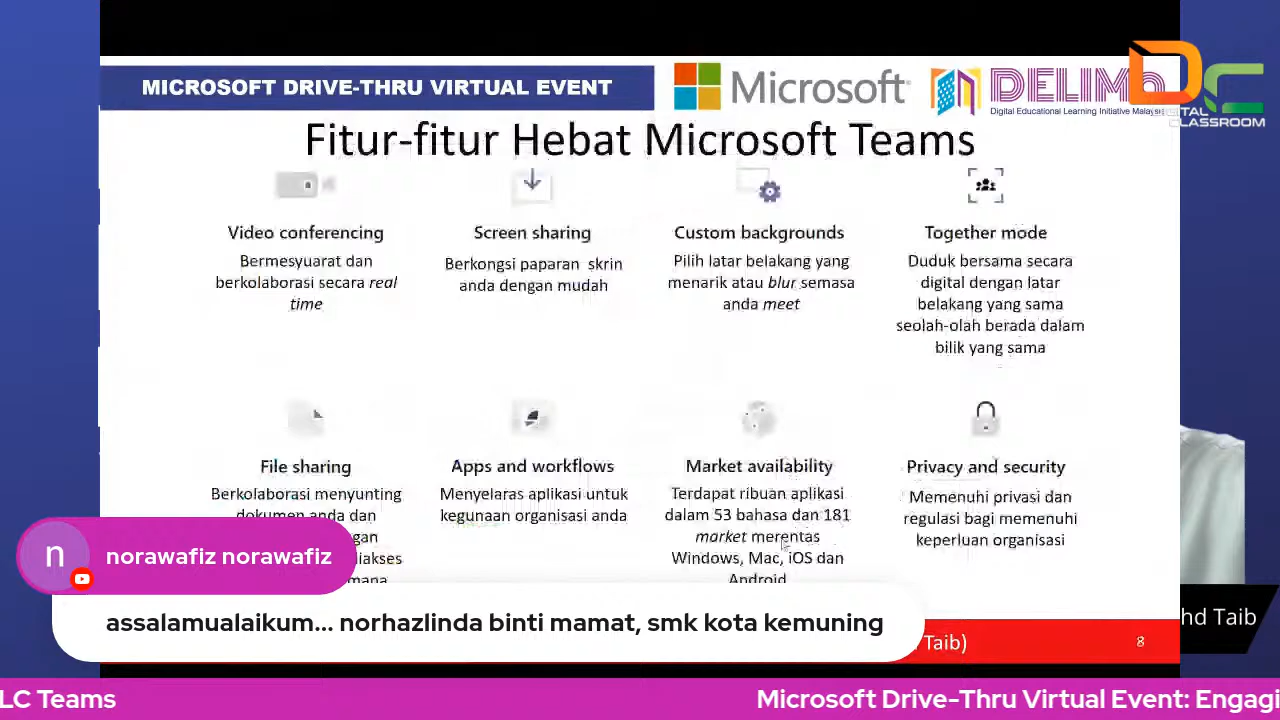 MICROSOFT DRIVE-THRU VIRTUAL EVENT
Microsoft
DELIMa
Digital Educational Learning Initiative Malaysia
DIGITAL
CLASSROOM
Fitur-fitur Hebat Microsoft Teams
Video conferencing
Bermesyuarat dan
berkolaborasi secara real
time
Screen sharing
Berkongsi paparan skrin
anda dengan mudah
Custom backgrounds
Pilih latar belakang yang
menarik atau blur semasa
anda meet
Together mode
Duduk bersama secara
digital dengan latar
belakang yang sama
seolah-olah berada dalam
bilik yang sama
File sharing
Berkolaborasi menyunting
dokumen anda dan
Apps and workflows
Menyelaras aplikasi untuk
kegunaan organisasi anda
Market availability
Terdapat ribuan aplikasi
dalam 53 bahasa dan 181
market merentas
Windows, Mac, iOS dan
Android
Privacy and security
Memenuhi privasi dan
regulasi bagi memenuhi
keperluan organisasi
n
norawafiz norawafiz
assalamualaikum... norhazlinda binti mamat, smk kota kemuning
Taib)
8
hd Taib
LC Teams
Microsoft Drive-Thru Virtual Event: Engagi